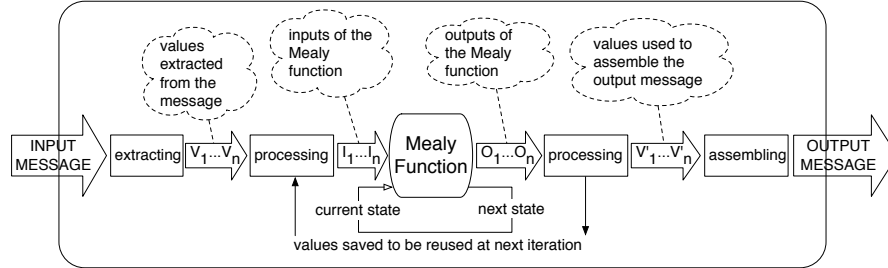 values
extracted
from the
message
inputs of the
Mealy
function
outputs of
the Mealy
function
values used to
assemble the
output message
INPUT
MESSAGE
extracting
V1...Vn
processing
I1...In
Mealy
Function
O1...On
processing
V'1...V'n
assembling
OUTPUT
MESSAGE
current state
next state
values saved to be reused at next iteration